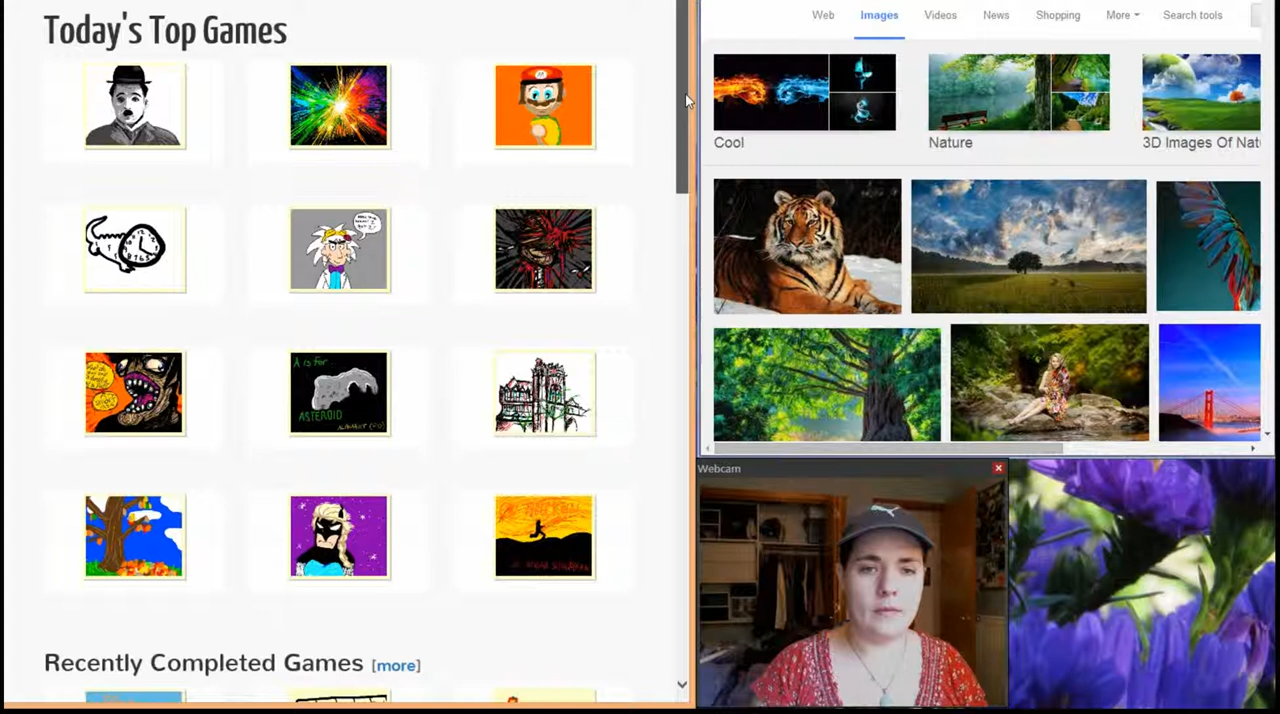 Today's Top Games
Web Images Videos News Shopping More Search tools
Cool Nature 3D Images Of Nat
A is for
ASTEROID
Recently Completed Games [more]
Webcam